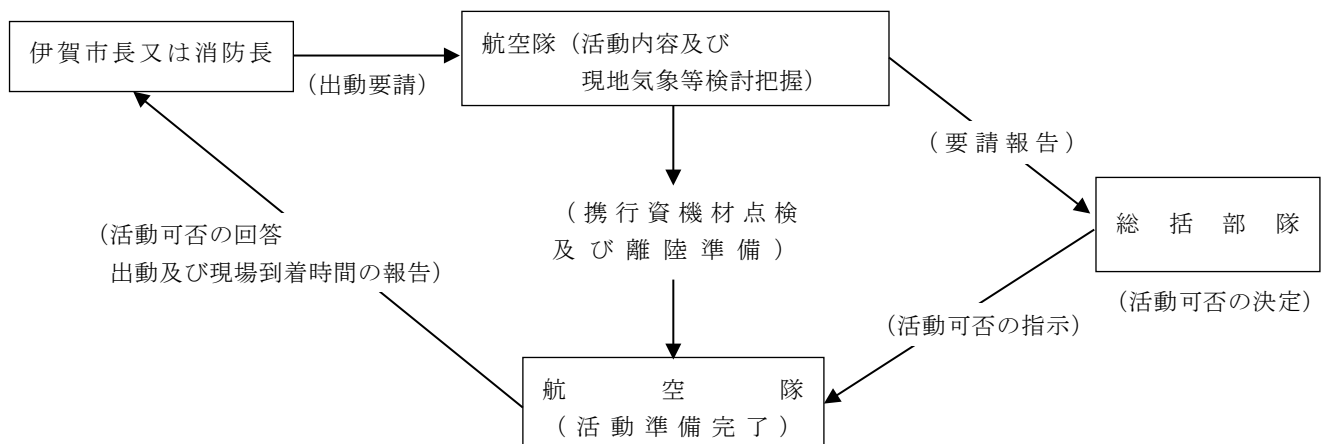 伊賀市長又は消防長
(出動要請)
航空隊(活動内容及び
現地気象等検討把握)
(要請報告)
総括部隊
(活動可否の決定)
(携行資機材点検
及び離陸準備)
(活動可否の指示)
(活動可否の回答
出動及び現場到着時間の報告)
航空隊
(活動準備完了)